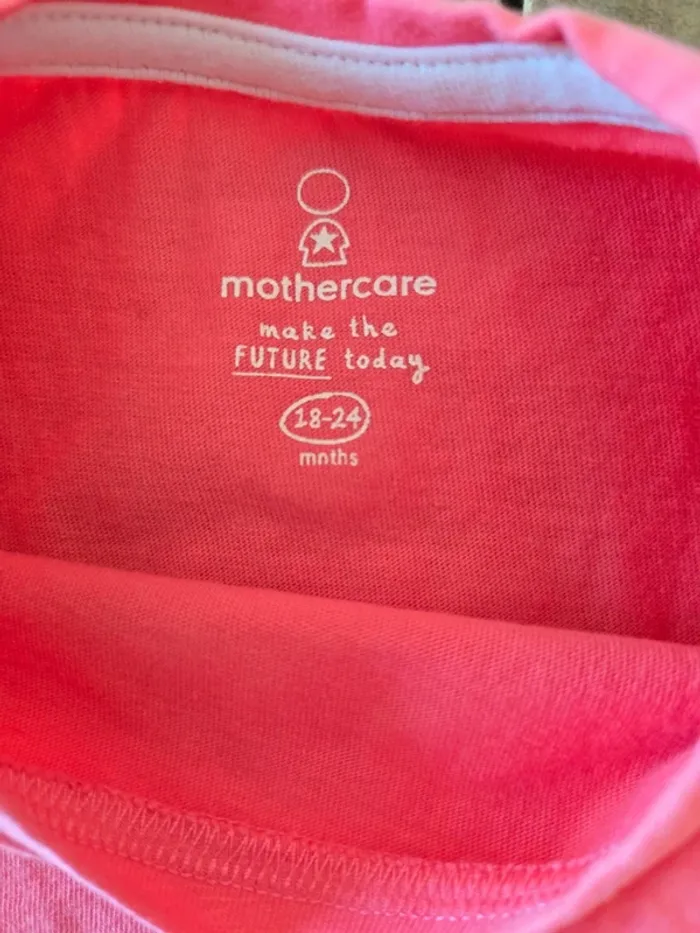 mothercare
make the
FUTURE today
18-24
mnths